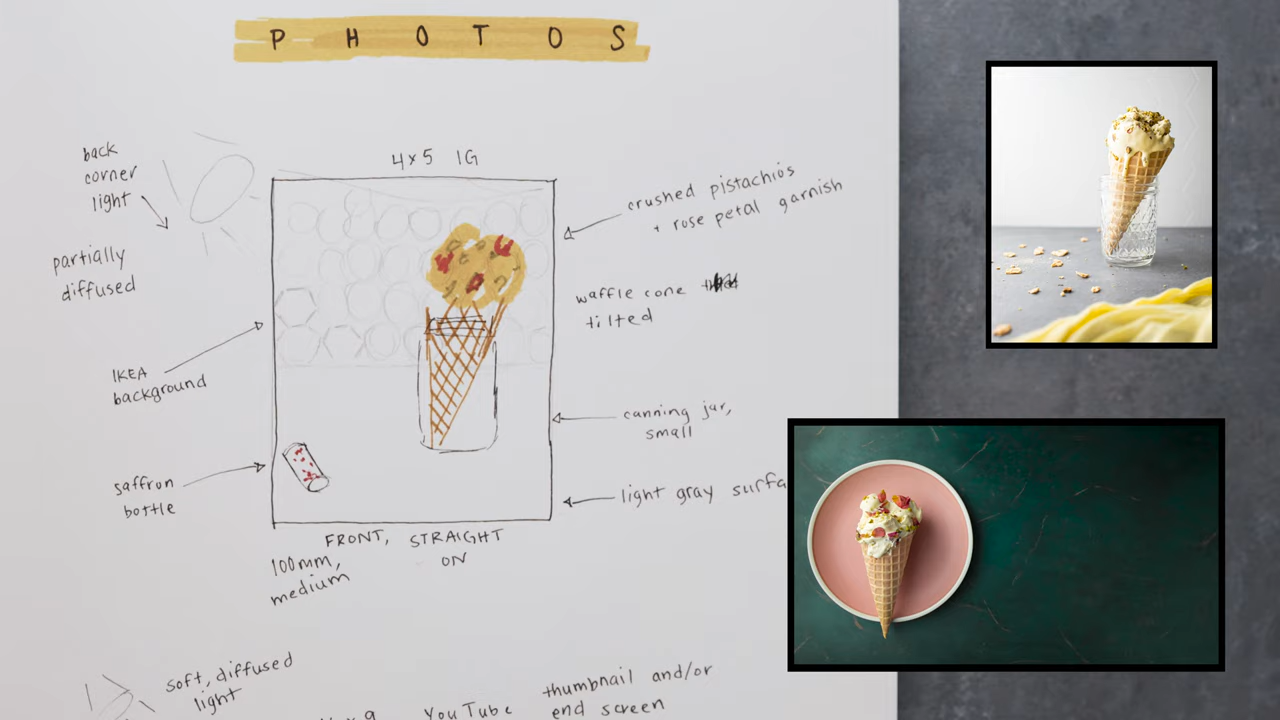 PHOTOS
back
corner
light
partially
diffused
4x5 IG
crushed pistachios
+ rose petal garnish
waffle cone
tilted
IKEA
background
canning jar,
small
saffron
bottle
light gray surfa
FRONT, STRAIGHT
ON
100mm,
medium
soft, diffused
light
YouTube
thumbnail and/or
end screen